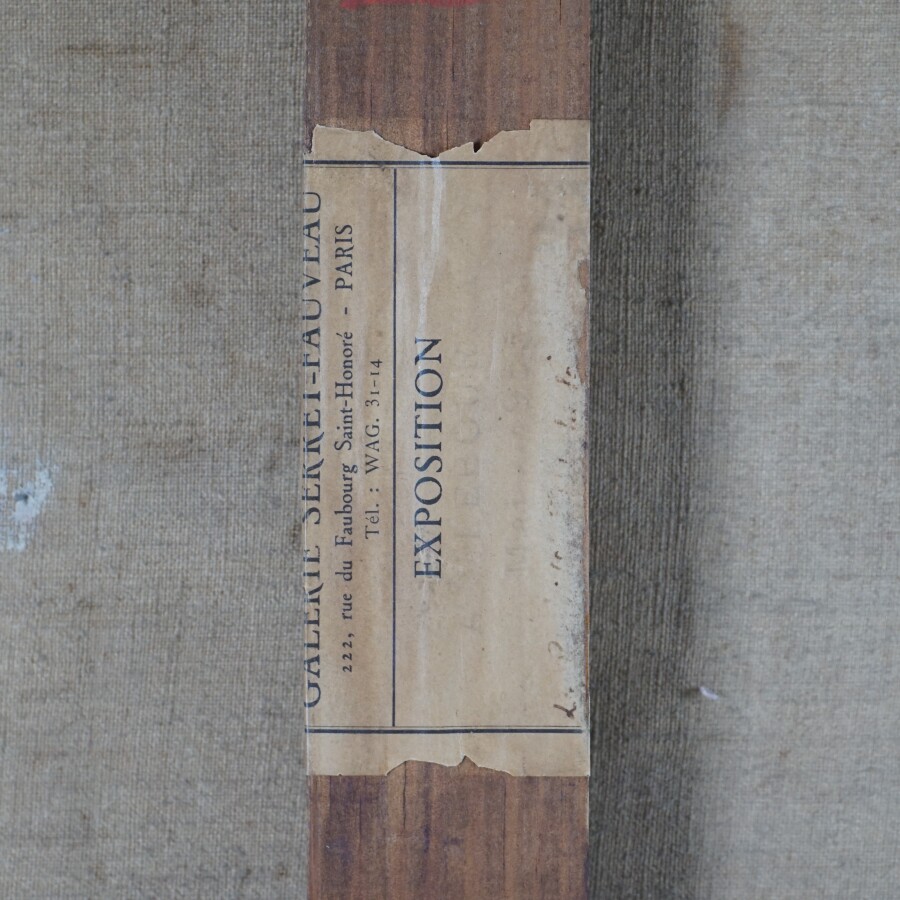 GALERIE SERRET-FAUVEAU
222, rue du Faubourg Saint-Honoré - PARIS
Tél. : WAG. 31-14
EXPOSITION